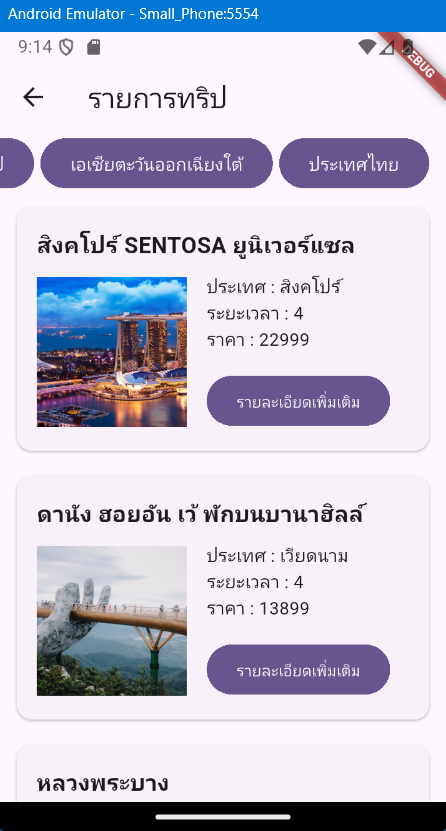 Android Emulator - Small_Phone:5554
9:14
DEBUG
รายการทริป
เอเชียตะวันออกเฉียงใต้
ประเทศไทย
สิงคโปร์ SENTOSA ยูนิเวอร์แซล
ประเทศ : สิงคโปร์
ระยะเวลา : 4
ราคา : 22999
รายละเอียดเพิ่มเติม
ดานัง ฮอยอัน เว้ พักบนบานาฮิลล์
ประเทศ : เวียดนาม
ระยะเวลา : 4
ราคา : 13899
รายละเอียดเพิ่มเติม
หลวงพระบาง